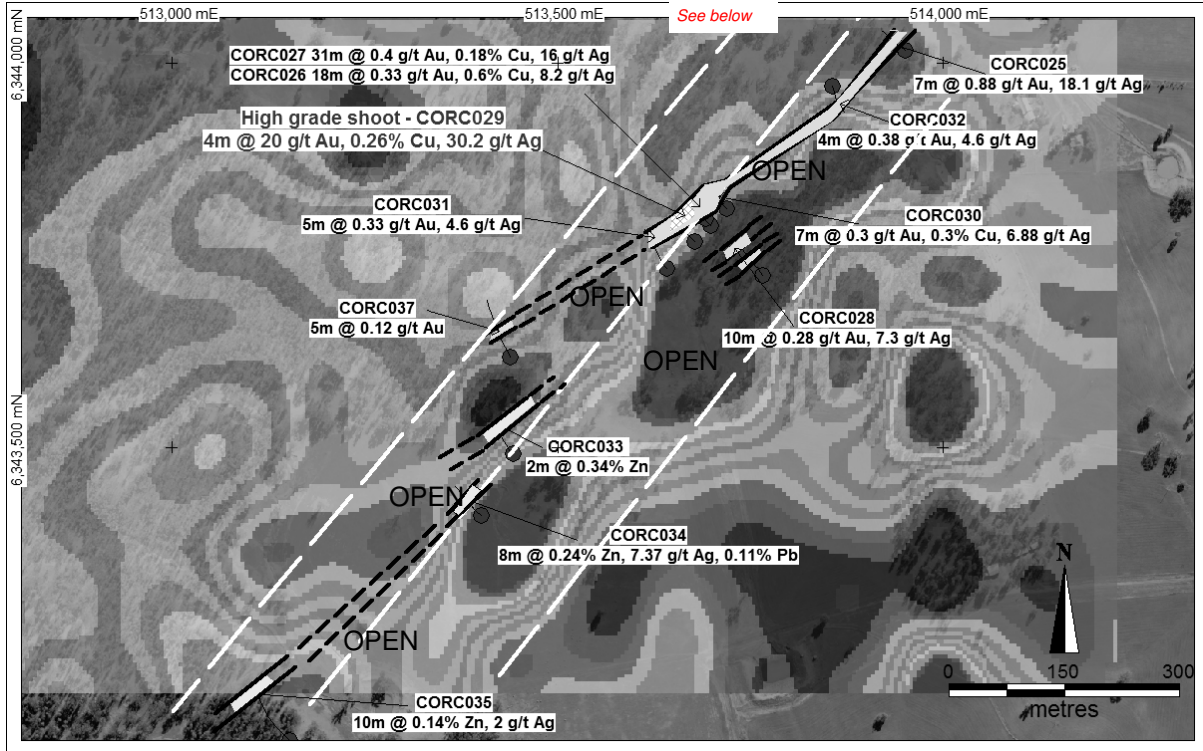 513,000 mE
513,500 mE
See below
514,000 mE
6,344,000 mN
CORC027 31m @ 0.4 g/t Au, 0.18% Cu, 16 g/t Ag
CORC026 18m @ 0.33 g/t Au, 0.6% Cu, 8.2 g/t Ag
CORC025
7m @ 0.88 g/t Au, 18.1 g/t Ag
High grade shoot - CORC029
4m @ 20 g/t Au, 0.26% Cu, 30.2 g/t Ag
CORC032
4m @ 0.38 g/t Au, 4.6 g/t Ag
OPEN
CORC031
5m @ 0.33 g/t Au, 4.6 g/t Ag
CORC030
7m @ 0.3 g/t Au, 0.3% Cu, 6.88 g/t Ag
OPEN
CORC037
5m @ 0.12 g/t Au
CORC028
10m @ 0.28 g/t Au, 7.3 g/t Ag
OPEN
6,343,500 mN
CORC033
2m @ 0.34% Zn
OPEN
CORC034
8m @ 0.24% Zn, 7.37 g/t Ag, 0.11% Pb
N
OPEN
0 150 300
metres
CORC035
10m @ 0.14% Zn, 2 g/t Ag